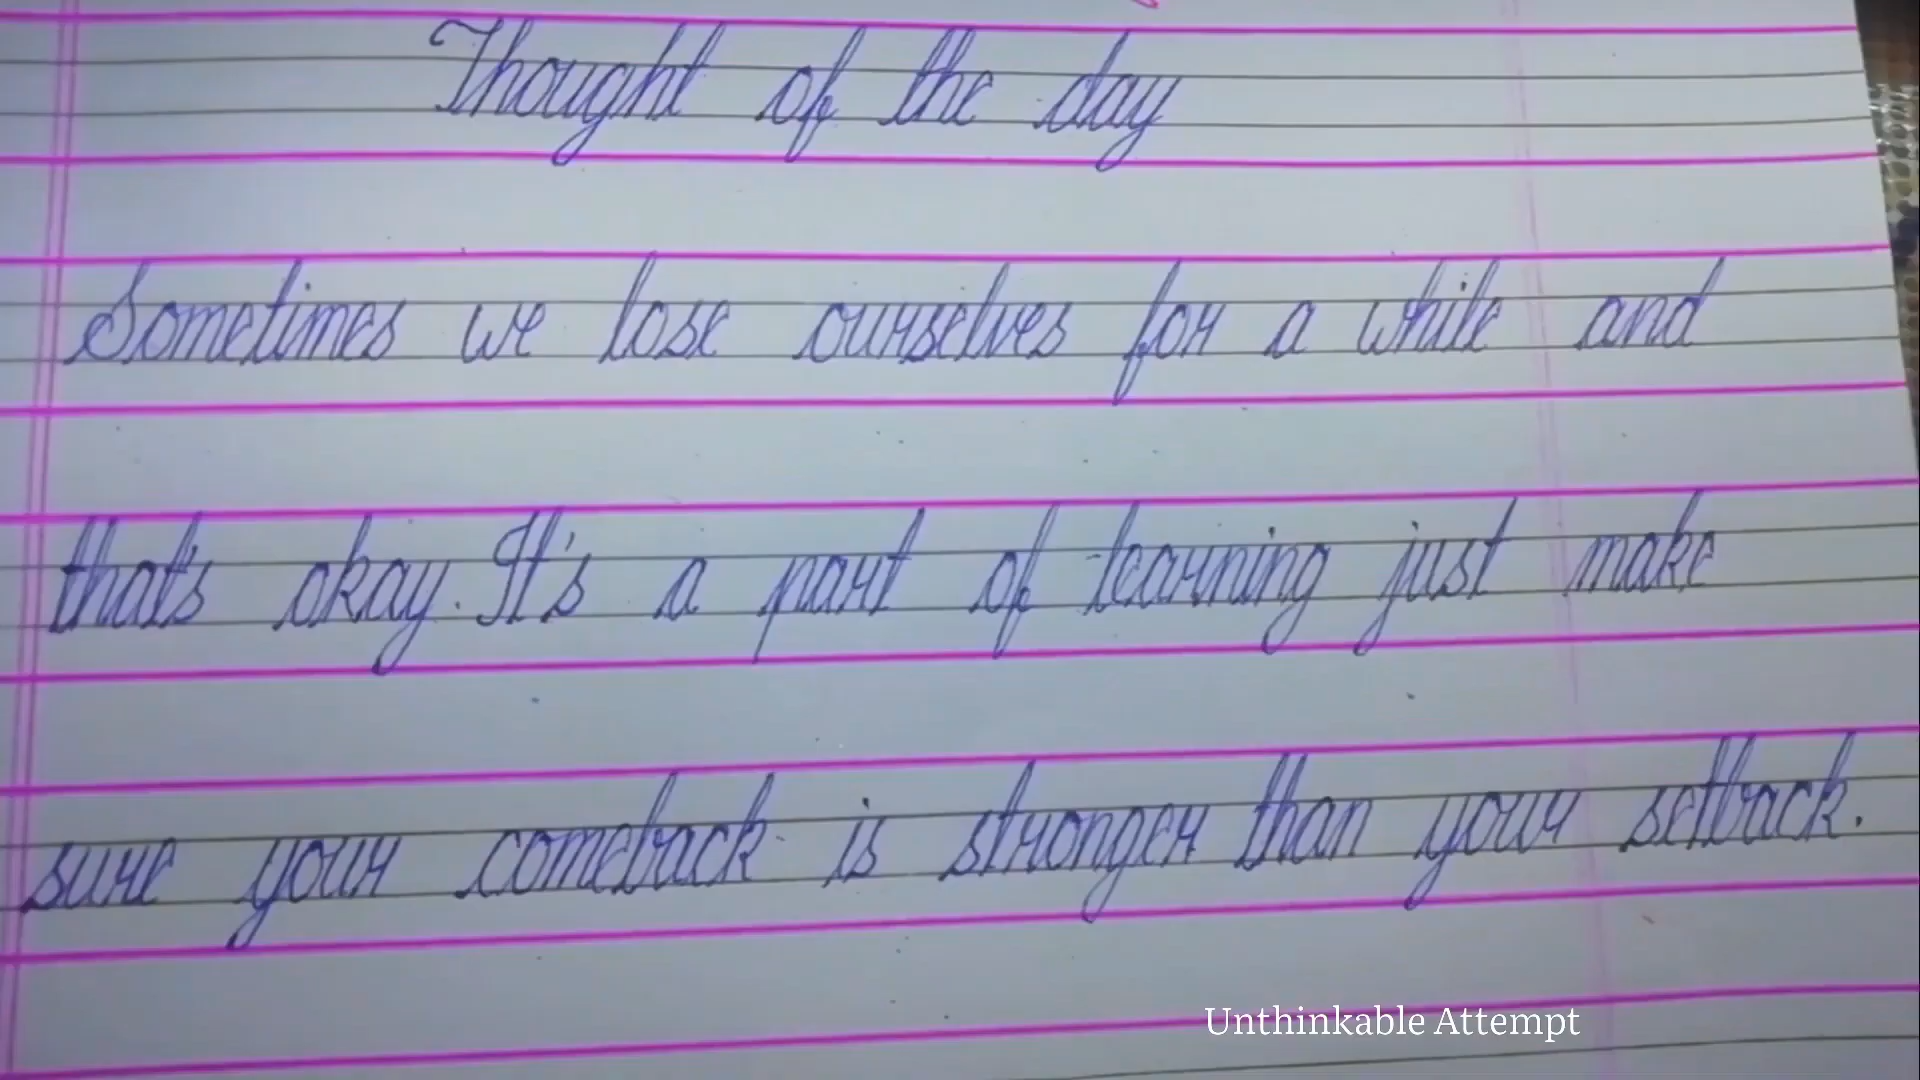 Thought of the day
Sometimes we lose ourselves for a while and
that's okay. It's a part of learning just make
sure your comeback is stronger than your setback.
Unthinkable Attempt